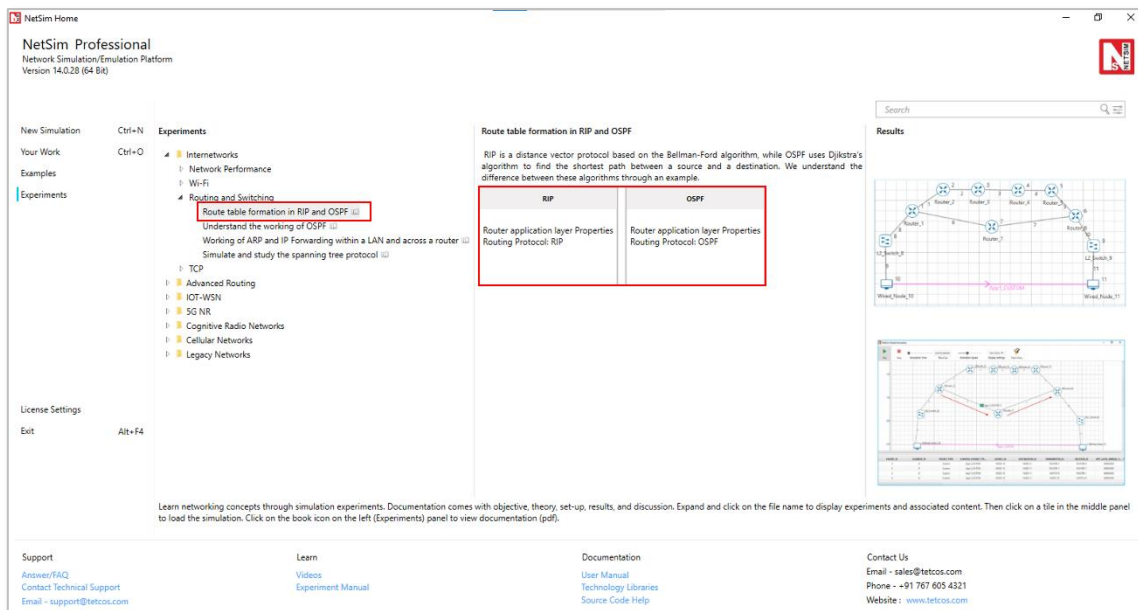 NetSim Home
NetSim Professional
Network Simulation/Emulation Platform
Version 14.0.28 (64 Bit)
NETSIM
Search
New Simulation Ctrl+N
Your Work Ctrl+O
Examples
Experiments
License Settings
Exit Alt+F4
Experiments
Internetworks
Network Performance
Wi-Fi
Routing and Switching
Route table formation in RIP and OSPF
Understand the working of OSPF
Working of ARP and IP Forwarding within a LAN and across a router
Simulate and study the spanning tree protocol
TCP
Advanced Routing
IOT-WSN
5G NR
Cognitive Radio Networks
Cellular Networks
Legacy Networks
Route table formation in RIP and OSPF
RIP is a distance vector protocol based on the Bellman-Ford algorithm, while OSPF uses Djikstra's
algorithm to find the shortest path between a source and a destination. We understand the
difference between these algorithms through an example.
RIP
Router application layer Properties
Routing Protocol: RIP
OSPF
Router application layer Properties
Routing Protocol: OSPF
Results
Router_2
Router_3
Router_4
Router_5
Router_1
Router_6
Router_7
L2_Switch_8
L2_Switch_9
Wired_Node_10
Wired_Node_11
Learn networking concepts through simulation experiments. Documentation comes with objective, theory, set-up, results, and discussion. Expand and click on the file name to display experiments and associated content. Then click on a tile in the middle panel
to load the simulation. Click on the book icon on the left (Experiments) panel to view documentation (pdf).
Support
Answer/FAQ
Contact Technical Support
Email - support@tetcos.com
Learn
Videos
Experiment Manual
Documentation
User Manual
Technology Libraries
Source Code Help
Contact Us
Email - sales@tetcos.com
Phone - +91 767 605 4321
Website : www.tetcos.com